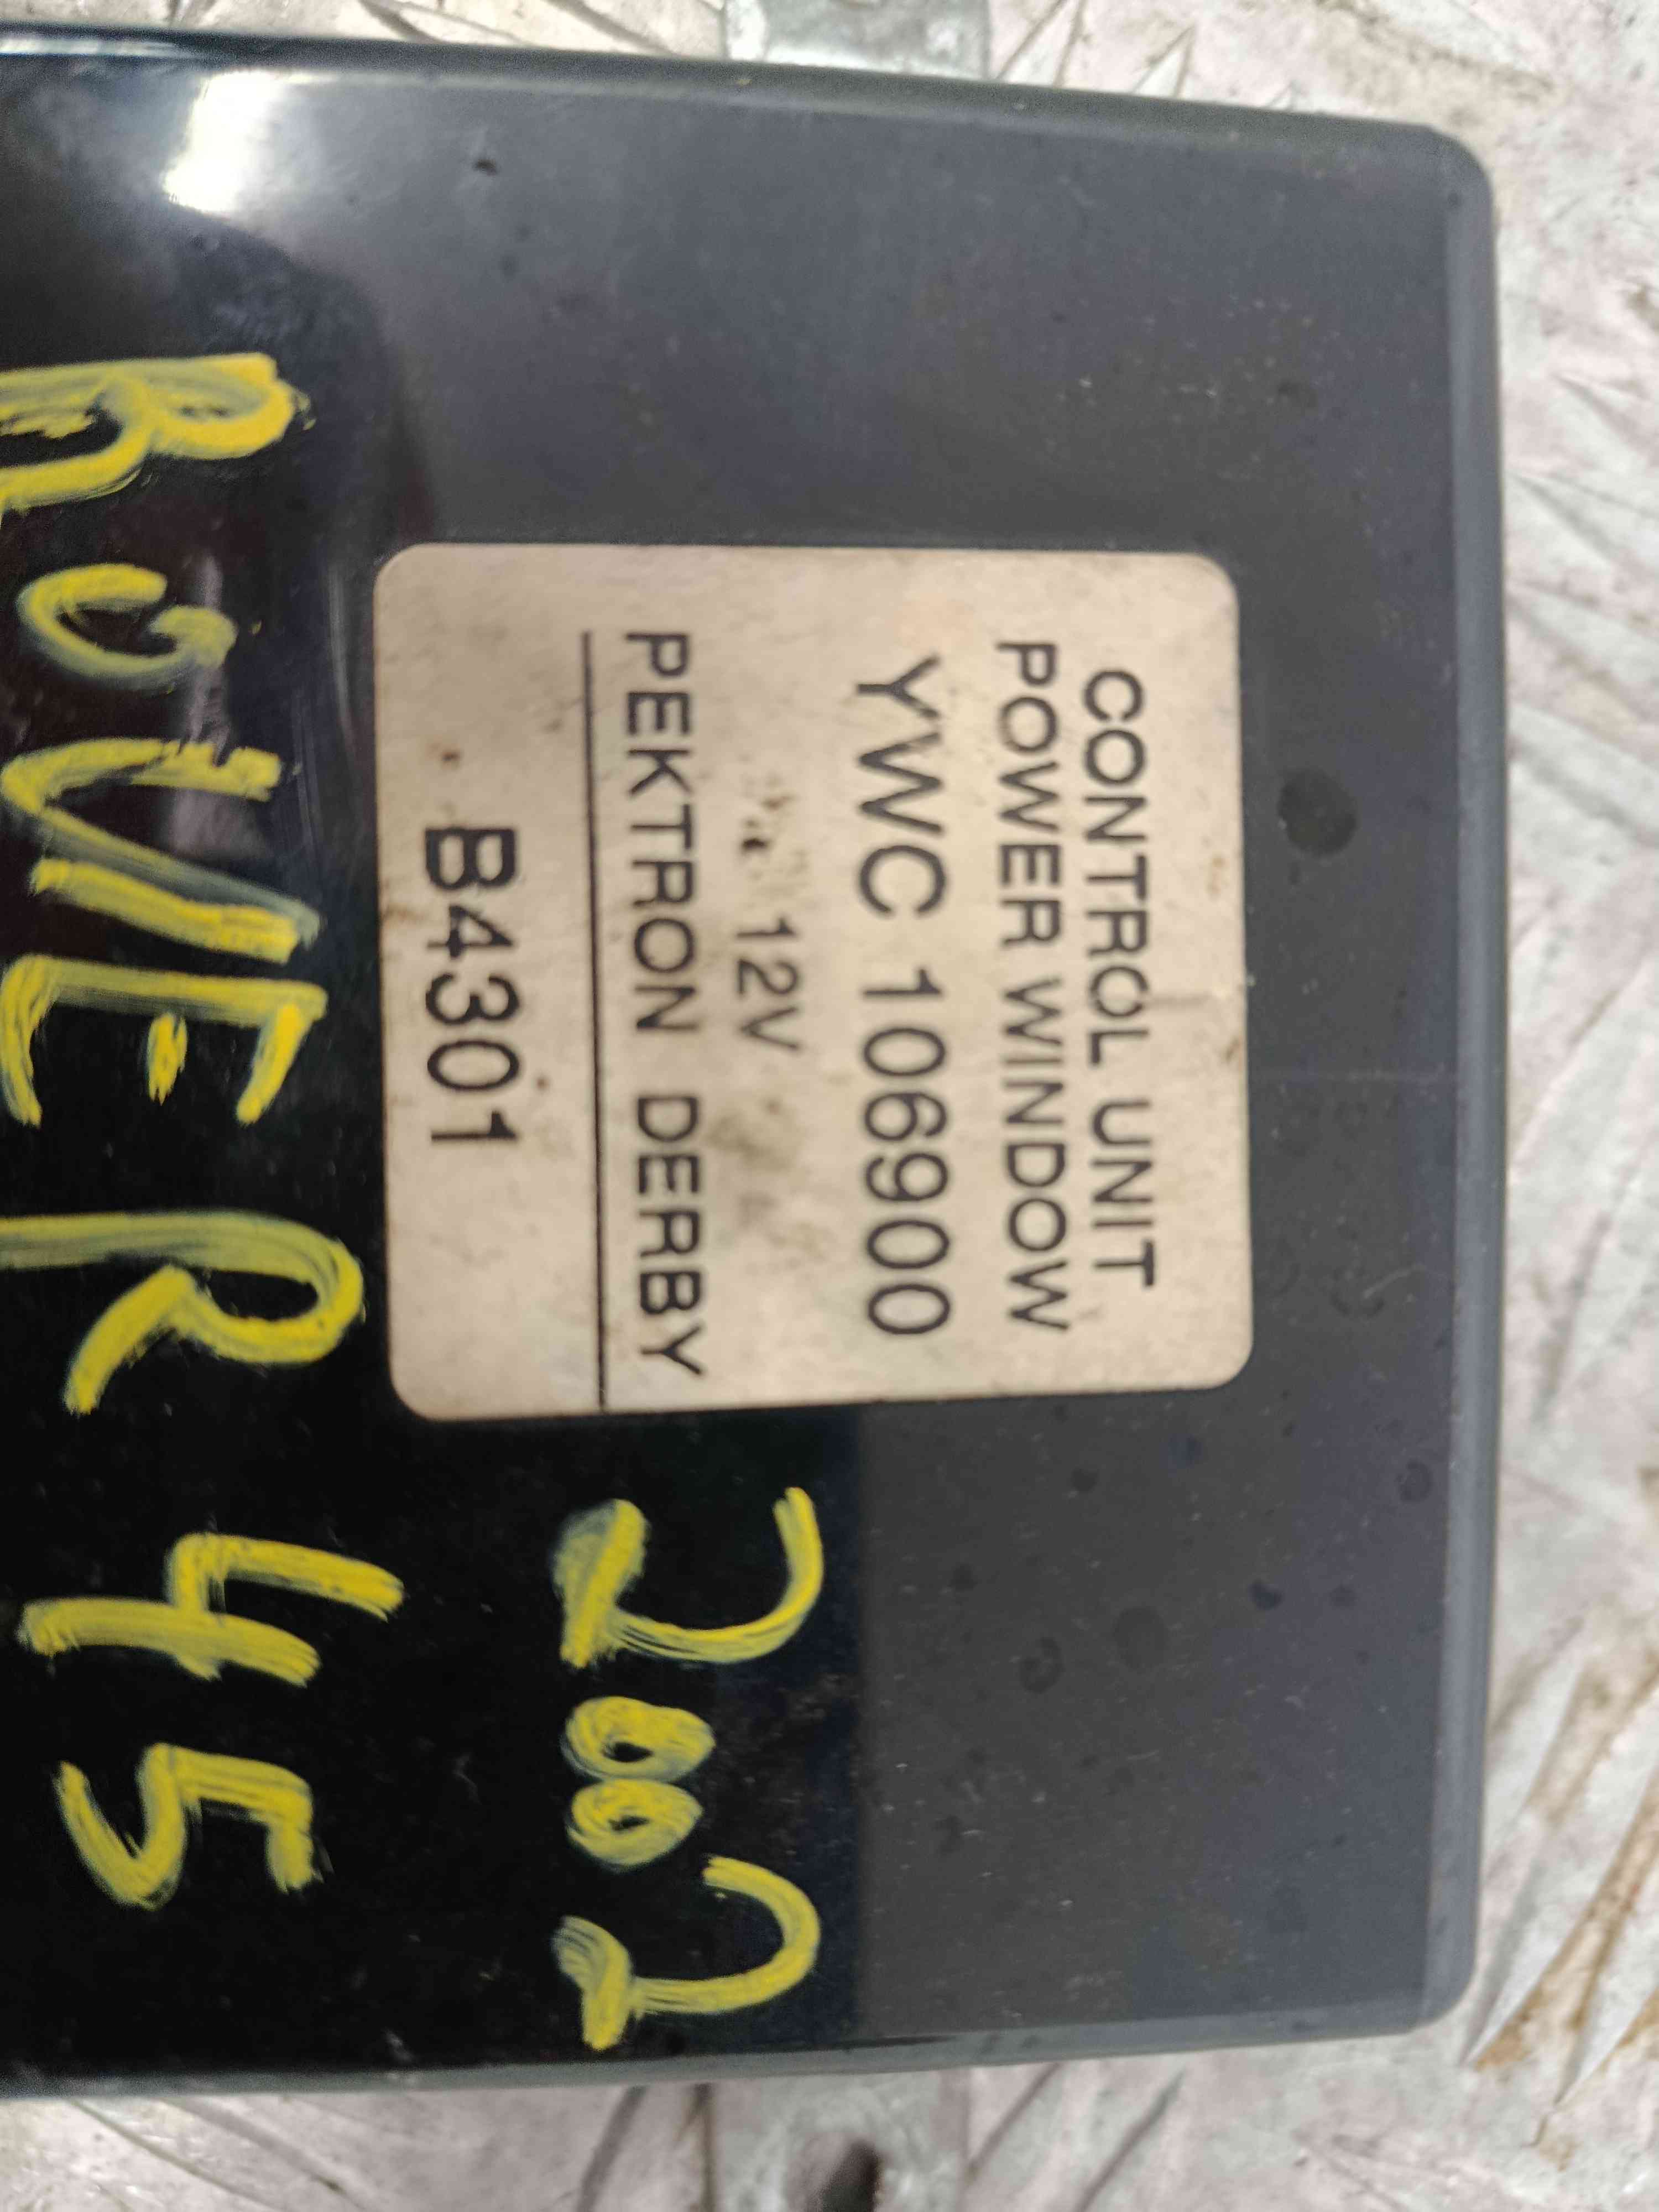 CONTROL UNIT
POWER WINDOW
YWC 106900
12V
PEKTRON DERBY
B4301
2002
ROVER 45